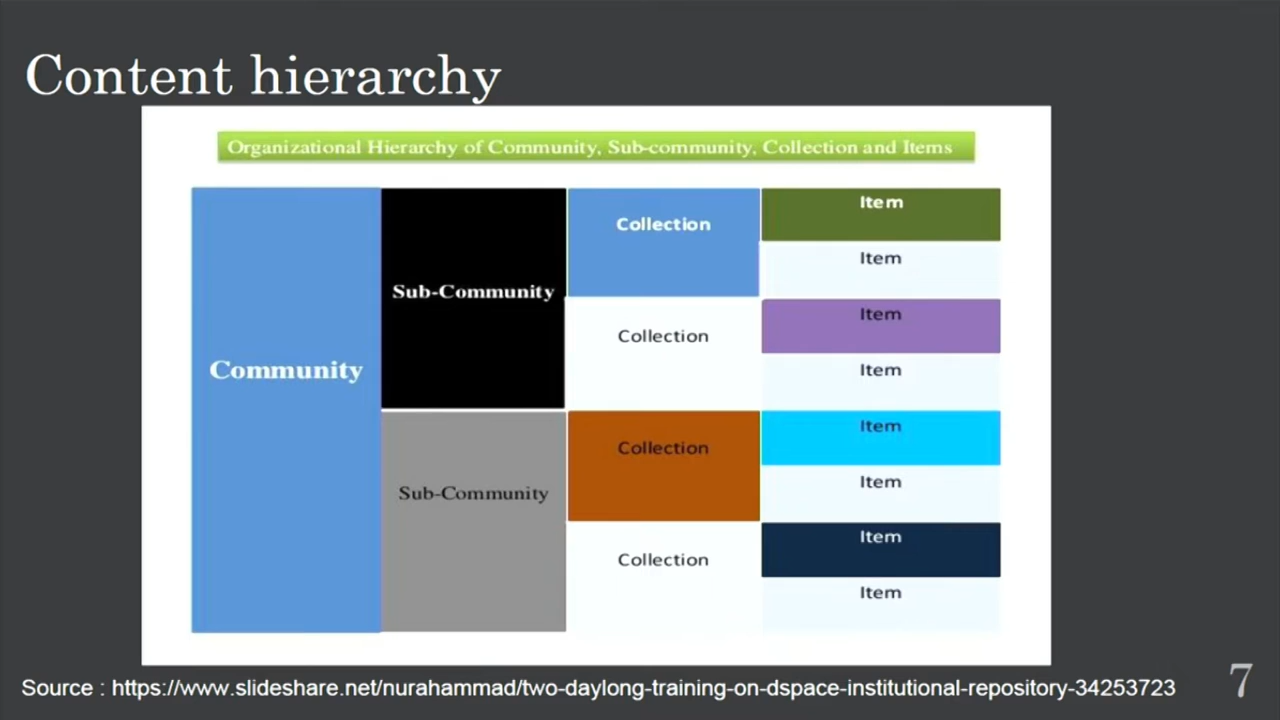 Content hierarchy
Organizational Hierarchy of Community, Sub-community, Collection and Items
Community
Sub-Community
Collection
Item
Item
Collection
Item
Item
Sub-Community
Collection
Item
Item
Collection
Item
Item
Source : https://www.slideshare.net/nurahammad/two-daylong-training-on-dspace-institutional-repository-34253723
7